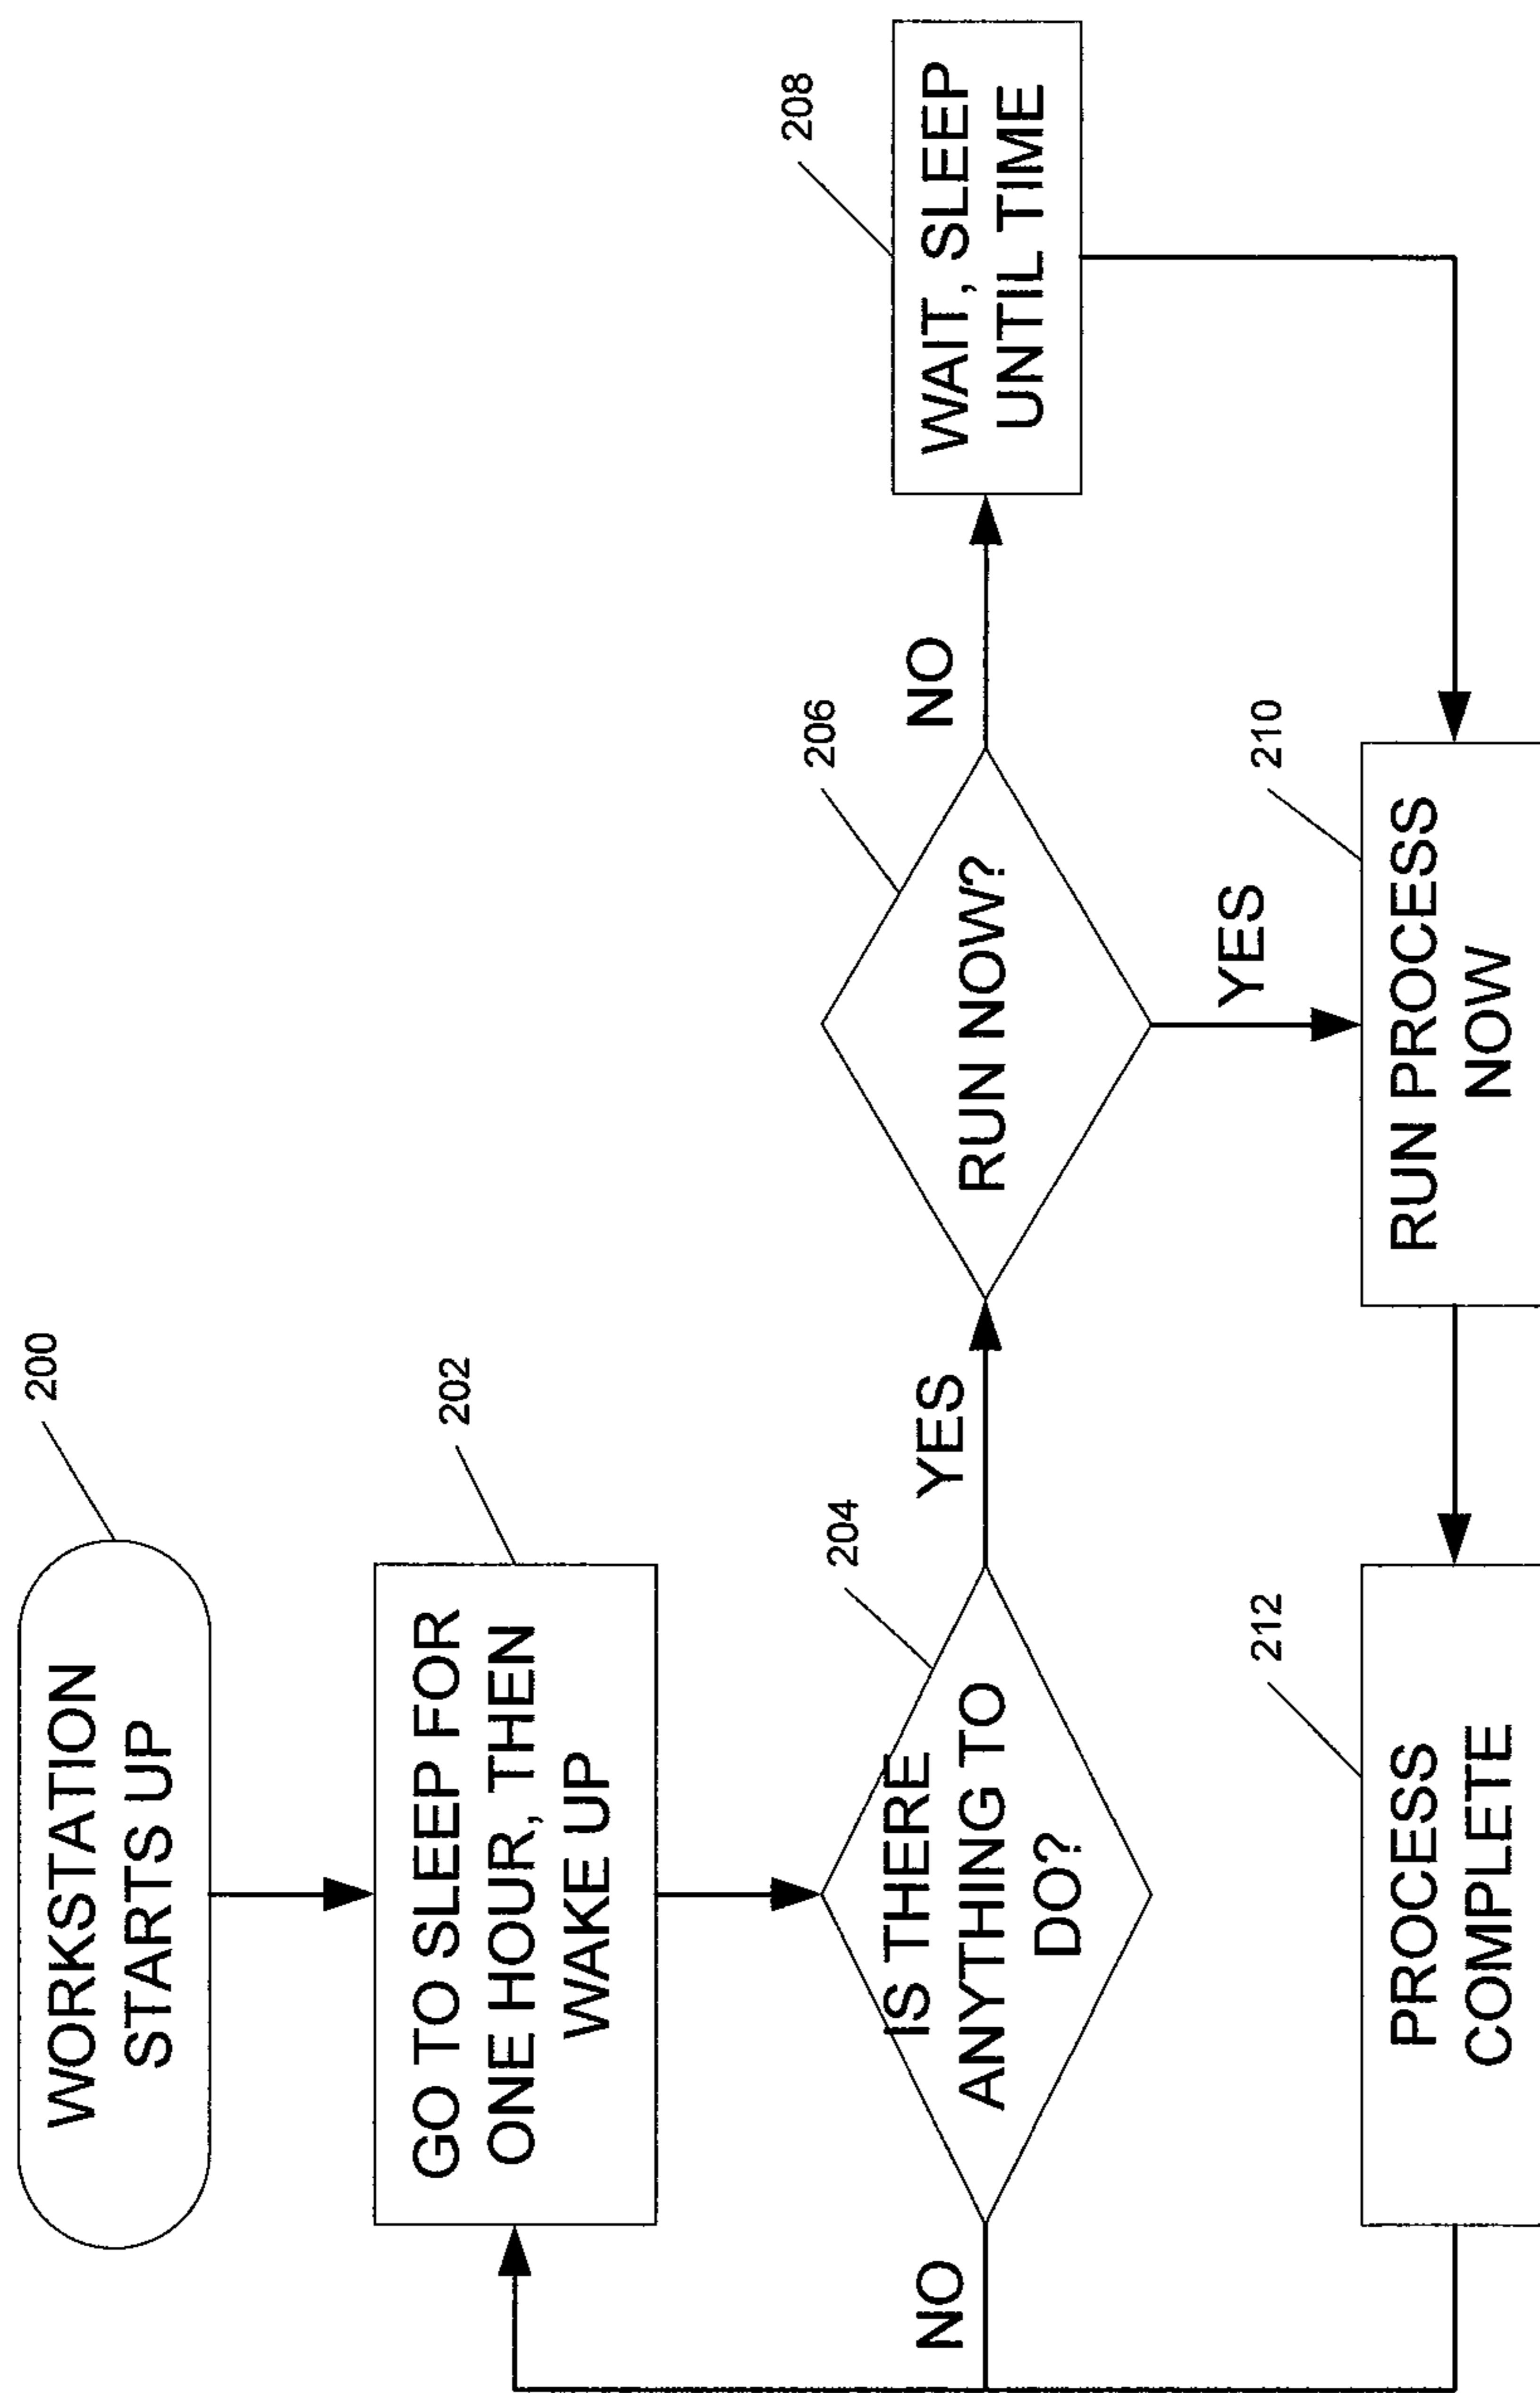 200
WORKSTATION
STARTS UP
202
GO TO SLEEP FOR
ONE HOUR, THEN
WAKE UP
204
IS THERE
ANYTHING TO
DO?
NO
YES
206
RUN NOW?
NO
208
WAIT, SLEEP
UNTIL TIME
YES
210
RUN PROCESS
NOW
212
PROCESS
COMPLETE